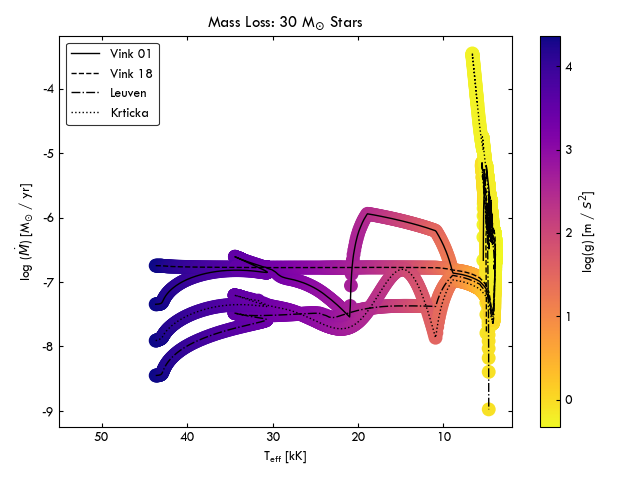 Mass Loss: 30 M☉ Stars
Vink 01
Vink 18
Leuven
Krticka
-4
-5
-6
-7
-8
-9
log (Ṁ) [M☉ / yr]
50
40
30
20
10
T_eff [kK]
4
3
2
1
0
log(g) [m / s²]